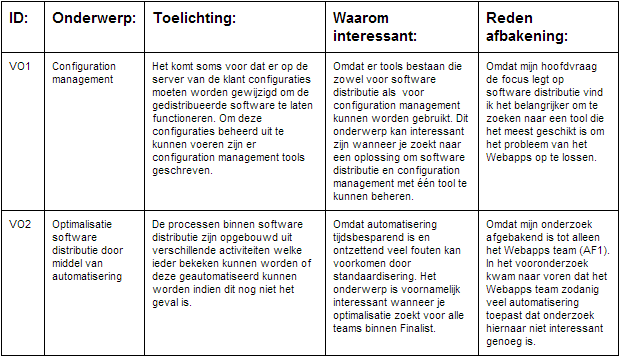 ID: Onderwerp: Toelichting: Waarom interessant: Reden afbakening:
VO1
Configuration
management
Het komt soms voor dat er op de
server van de klant configuraties
moeten worden gewijzigd om de
gedistribueerde software te laten
functioneren. Om deze
configuraties beheerd uit te
kunnen voeren zijn er
configuration management tools
geschreven.
Omdat er tools bestaan die
zowel voor software
distributie als voor
configuration management
kunnen worden gebruikt. Dit
onderwerp kan interessant
zijn wanneer je zoekt naar
een oplossing om software
distributie en configuration
management met één tool te
kunnen beheren.
Omdat mijn hoofdvraag
de focus legt op
software distributie vind
ik het belangrijker om te
zoeken naar een tool die
het meest geschikt is om
het probleem van het
Webapps op te lossen.
VO2
Optimalisatie
software
distributie door
middel van
automatisering
De processen binnen software
distributie zijn opgebouwd uit
verschillende activiteiten welke
ieder bekeken kunnen worden of
deze geautomatiseerd kunnen
worden indien dit nog niet het
geval is.
Omdat automatisering
tijdsbesparend is en
ontzettend veel fouten kan
voorkomen door
standaardisering. Het
onderwerp is voornamelijk
interessant wanneer je
optimalisatie zoekt voor alle
teams binnen Finalist.
Omdat mijn onderzoek
afgebakend is tot alleen
het Webapps team (AF1).
In het vooronderzoek
kwam naar voren dat het
Webapps team zodanig
veel automatisering
toepast dat onderzoek
hiernaar niet interessant
genoeg is.